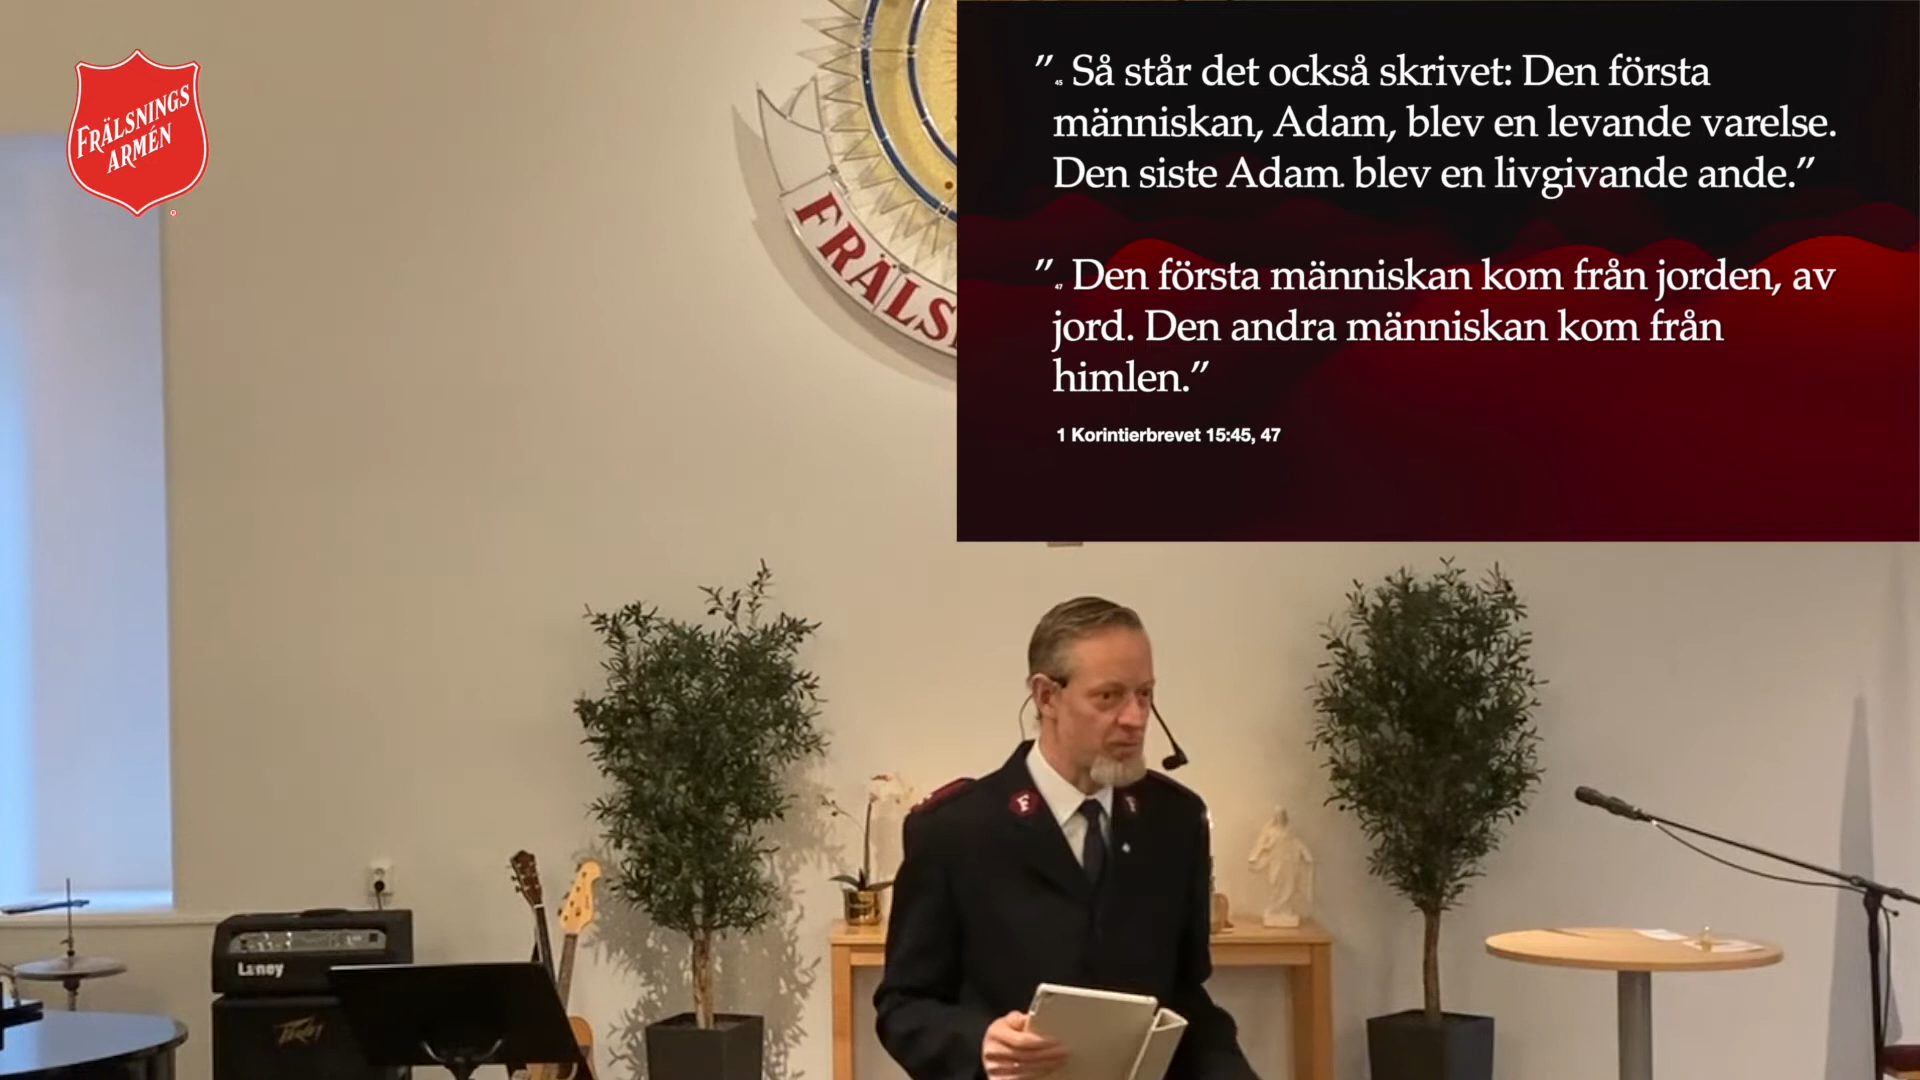 FRÄLSNINGS
ARMÉN
”45 Så står det också skrivet: Den första
människan, Adam, blev en levande varelse.
Den siste Adam blev en livgivande ande.”
”47 Den första människan kom från jorden, av
jord. Den andra människan kom från
himlen.”
1 Korintierbrevet 15:45, 47
FRÄLS
Laney
PEAVEY
F